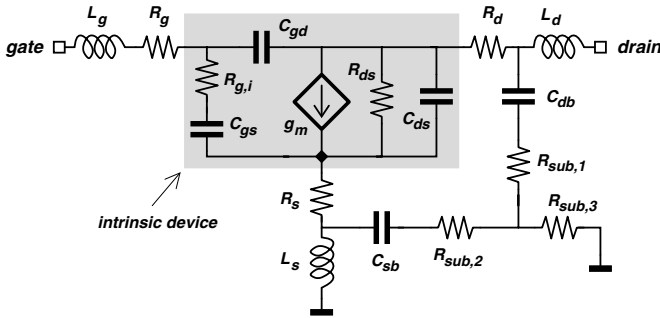 L_g
R_g
C_gd
R_d
L_d
gate
drain
R_g,i
R_ds
C_gs
g_m
C_ds
C_db
R_s
R_sub,1
intrinsic device
R_sub,3
L_s
C_sb
R_sub,2